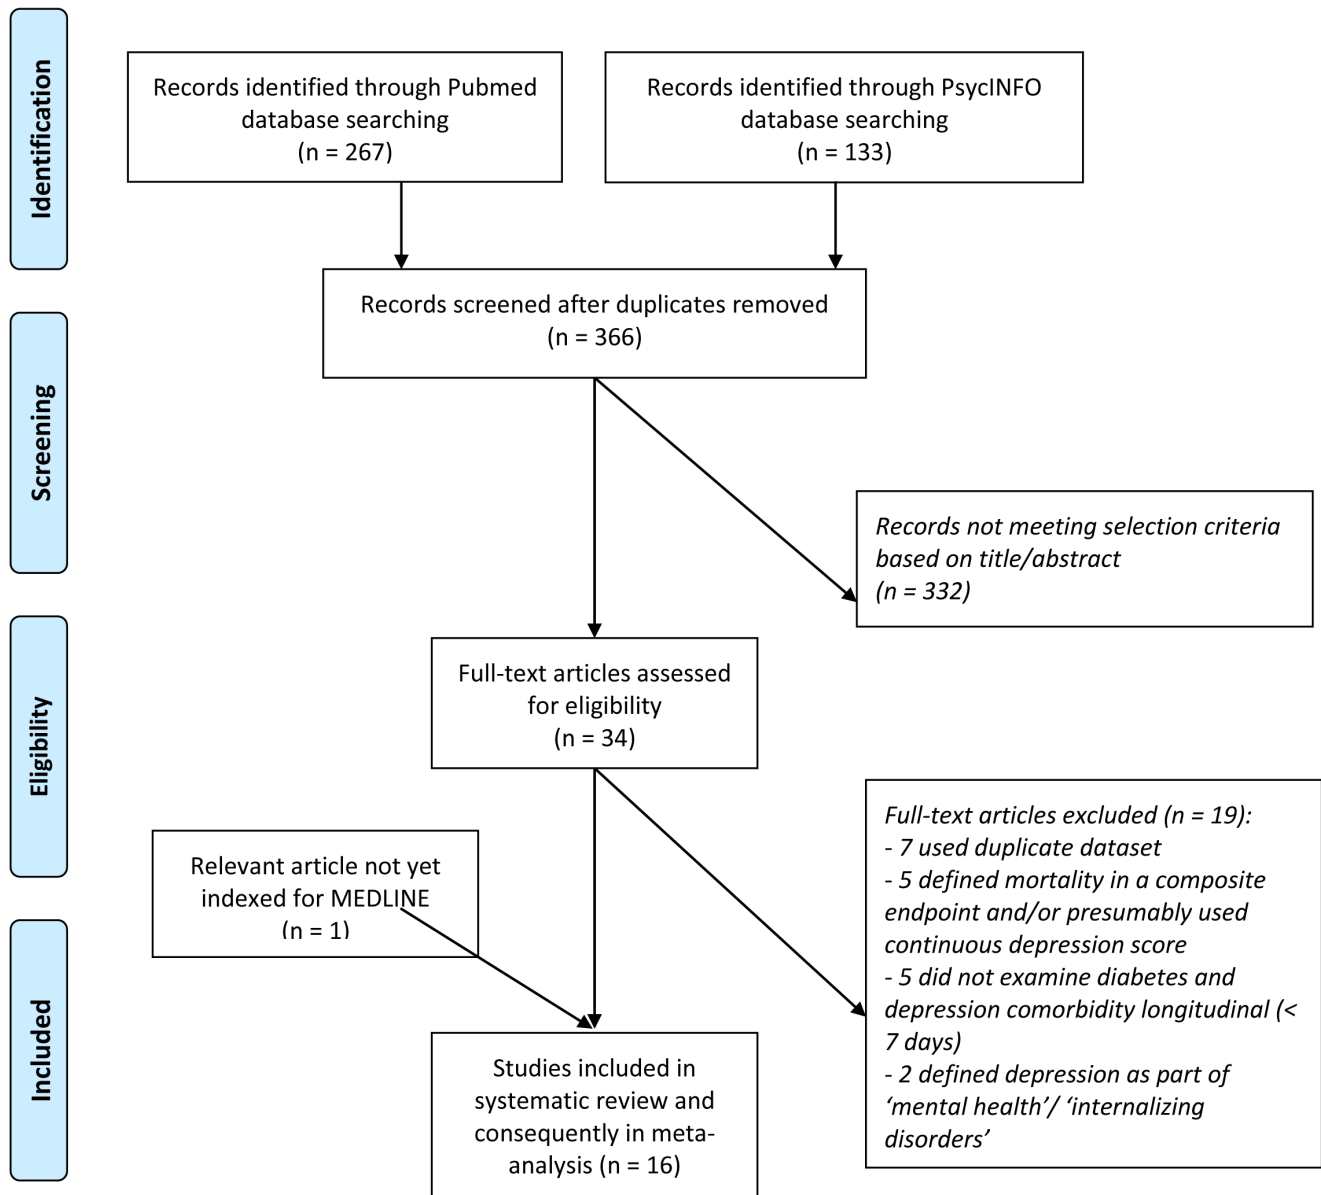 Identification
Records identified through Pubmed
database searching
(n = 267)
Records identified through PsycINFO
database searching
(n = 133)
Records screened after duplicates removed
(n = 366)
Screening
Records not meeting selection criteria
based on title/abstract
(n = 332)
Eligibility
Full-text articles assessed
for eligibility
(n = 34)
Full-text articles excluded (n = 19):
- 7 used duplicate dataset
- 5 defined mortality in a composite
endpoint and/or presumably used
continuous depression score
- 5 did not examine diabetes and
depression comorbidity longitudinal (<
7 days)
- 2 defined depression as part of
‘mental health’/ ‘internalizing
disorders’
Relevant article not yet
indexed for MEDLINE
(n = 1)
Included
Studies included in
systematic review and
consequently in meta-
analysis (n = 16)